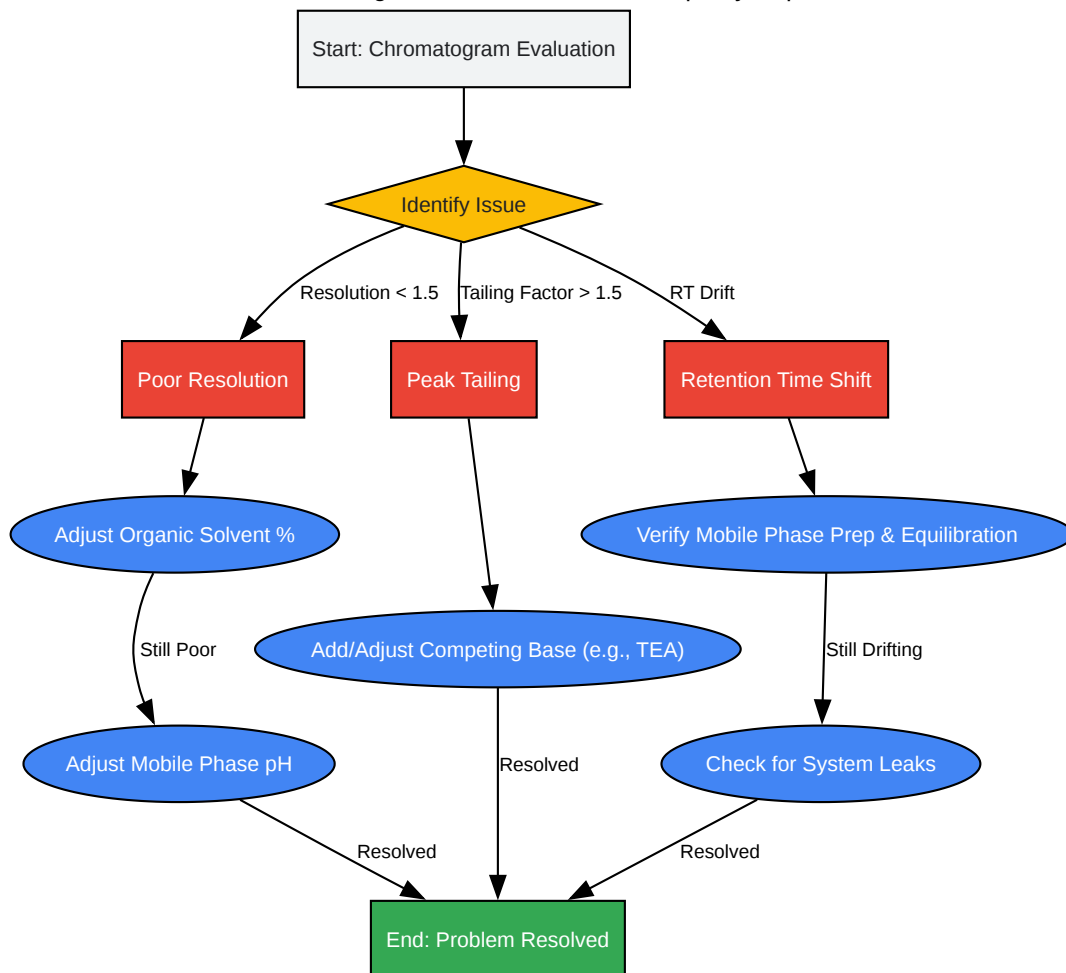 Start: Chromatogram Evaluation
Identify Issue
Resolution < 1.5
Tailing Factor > 1.5
RT Drift
Poor Resolution
Peak Tailing
Retention Time Shift
Adjust Organic Solvent %
Verify Mobile Phase Prep & Equilibration
Still Poor
Add/Adjust Competing Base (e.g., TEA)
Still Drifting
Adjust Mobile Phase pH
Resolved
Check for System Leaks
Resolved
Resolved
End: Problem Resolved